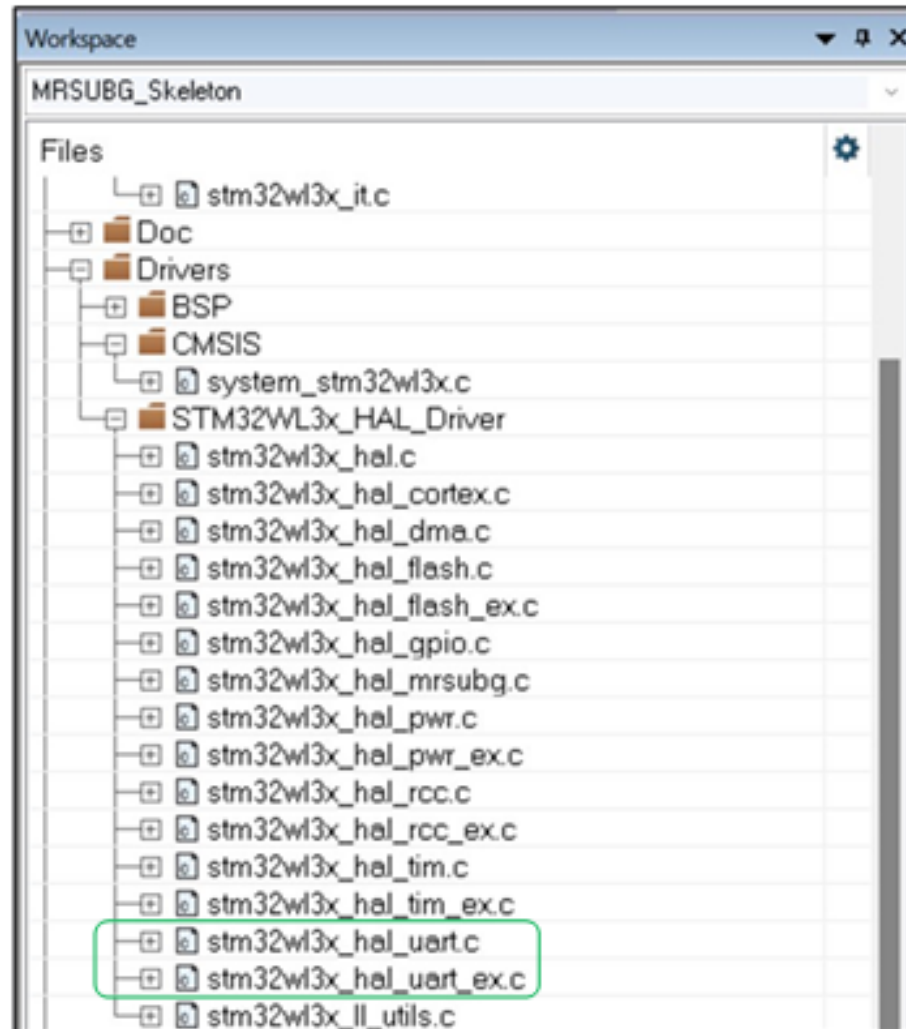 Workspace
MRSUBG_Skeleton
Files
stm32wl3x_it.c
Doc
Drivers
BSP
CMSIS
system_stm32wl3x.c
STM32WL3x_HAL_Driver
stm32wl3x_hal.c
stm32wl3x_hal_cortex.c
stm32wl3x_hal_dma.c
stm32wl3x_hal_flash.c
stm32wl3x_hal_flash_ex.c
stm32wl3x_hal_gpio.c
stm32wl3x_hal_mrsubg.c
stm32wl3x_hal_pwr.c
stm32wl3x_hal_pwr_ex.c
stm32wl3x_hal_rcc.c
stm32wl3x_hal_rcc_ex.c
stm32wl3x_hal_tim.c
stm32wl3x_hal_tim_ex.c
stm32wl3x_hal_uart.c
stm32wl3x_hal_uart_ex.c
stm32wl3x_ll_utils.c